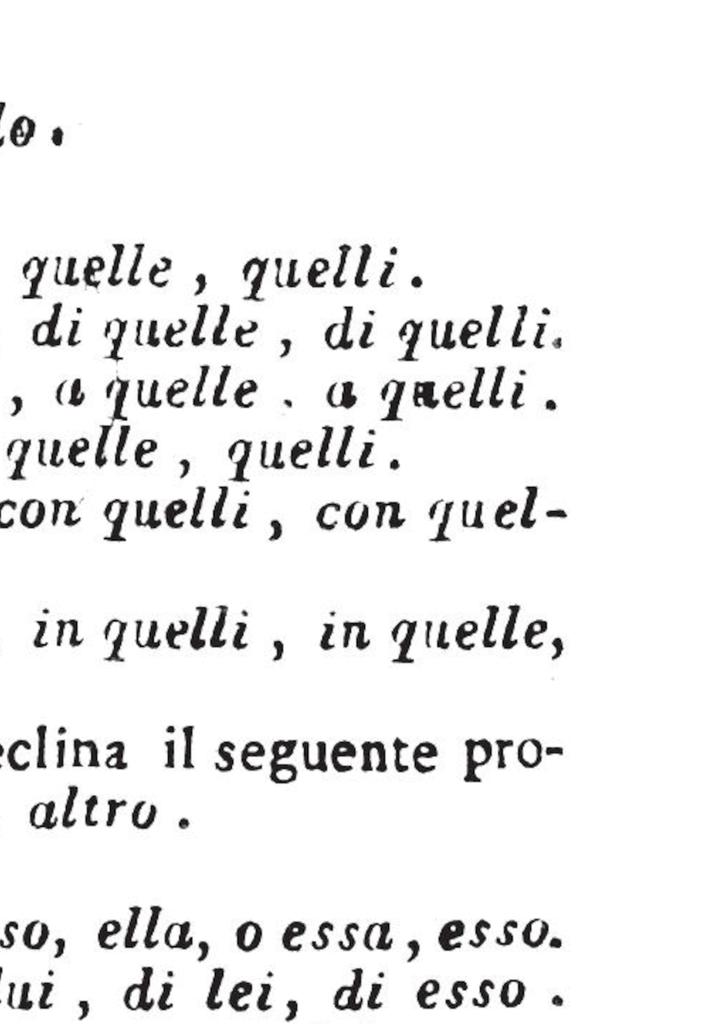 lo .
quelle , quelli .
di quelle , di quelli.
, a quelle . a quelli .
quelle , quelli .
con quelli , con quel-
in quelli , in quelle,
eclina il seguente pro-
altro .
so, ella, o essa , esso.
lui , di lei, di esso .